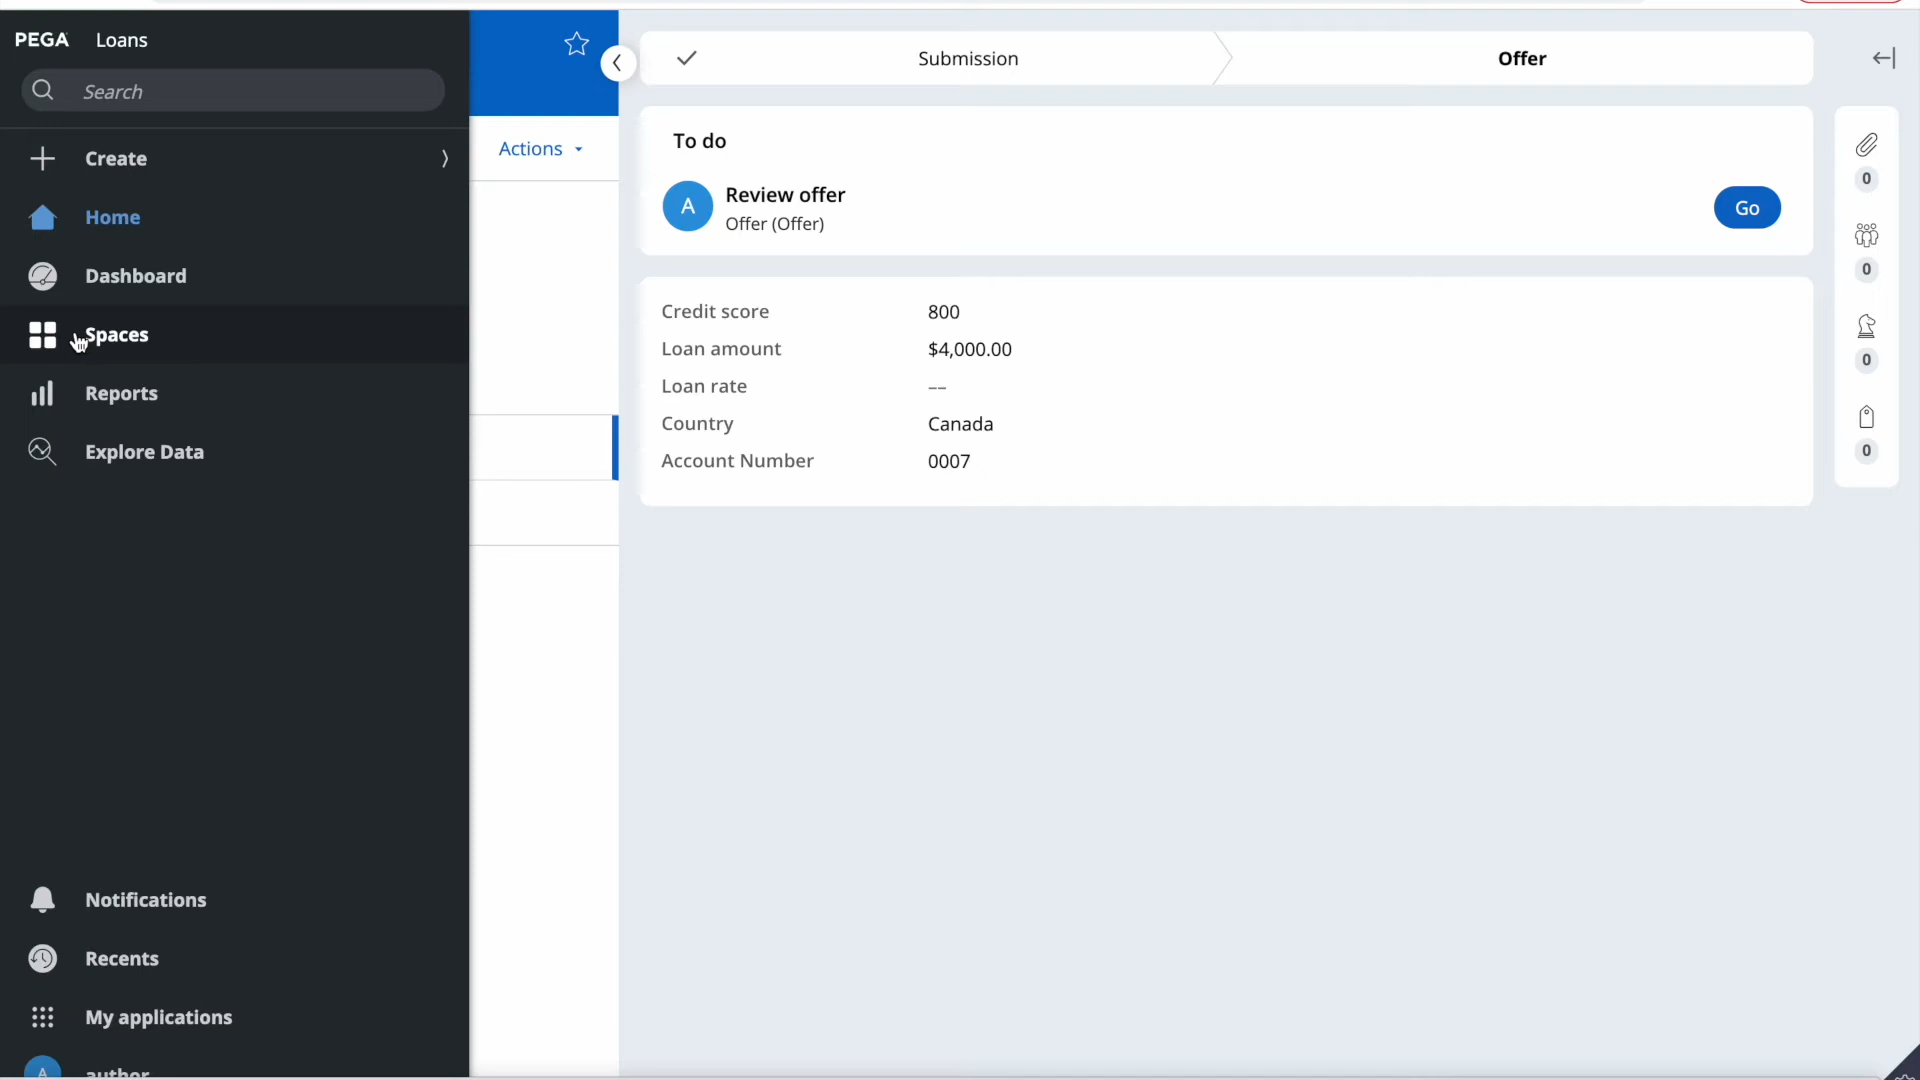 PEGA Loans
Search
Create
Home
Dashboard
Spaces
Reports
Explore Data
Notifications
Recents
My applications
A author
Actions
Submission
Offer
To do
A
Review offer
Offer (Offer)
Go
Credit score 800
Loan amount $4,000.00
Loan rate ––
Country Canada
Account Number 0007
0
0
0
0